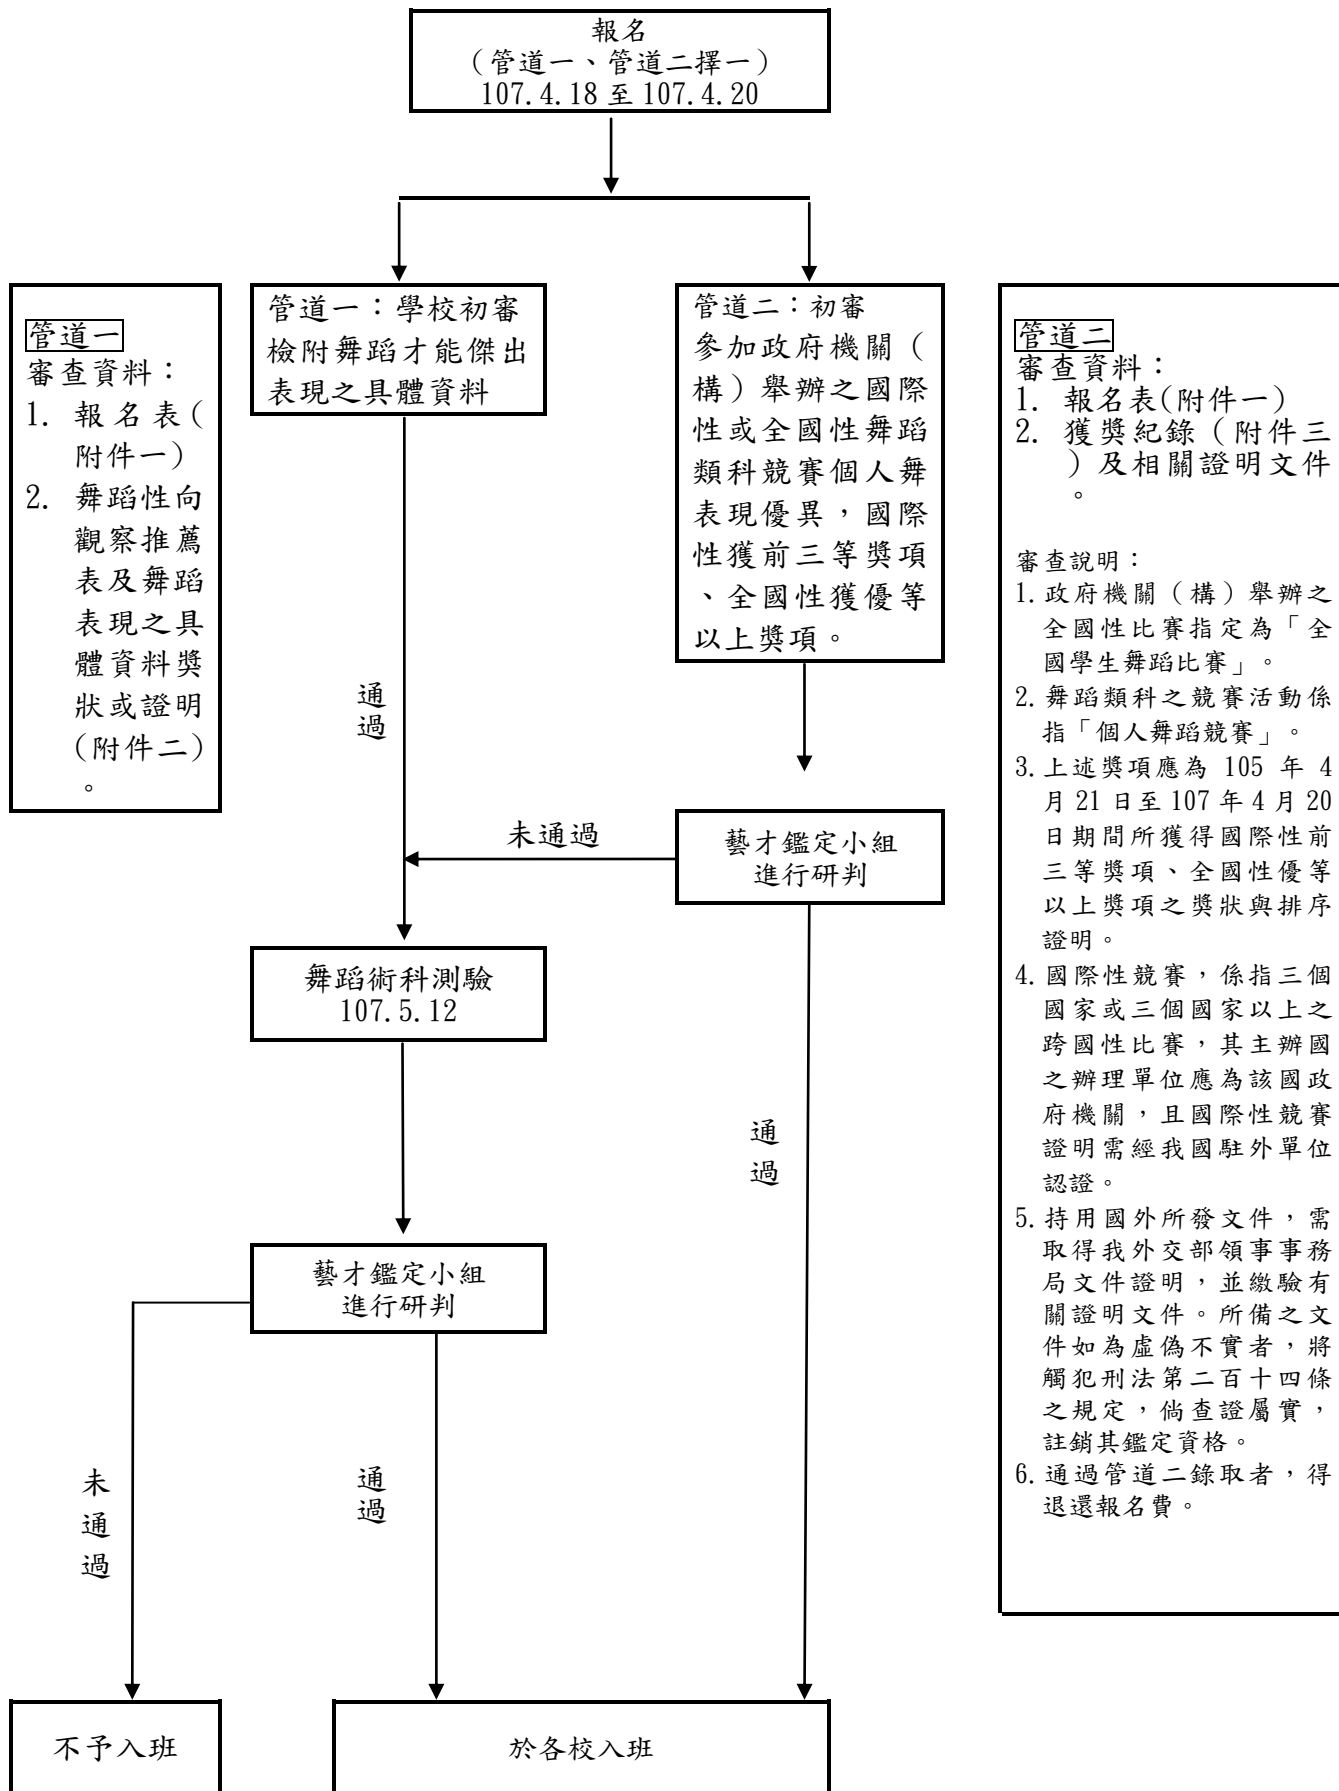 報名
（管道一、管道二擇一）
107.4.18 至 107.4.20
管道一
審查資料：
1. 報名表(
附件一)
2. 舞蹈性向
觀察推薦
表及舞蹈
表現之具
體資料獎
狀或證明
(附件二)
。
管道一：學校初審
檢附舞蹈才能傑出
表現之具體資料
管道二：初審
參加政府機關（
構）舉辦之國際
性或全國性舞蹈
類科競賽個人舞
表現優異，國際
性獲前三等獎項
、全國性獲優等
以上獎項。
管道二
審查資料：
1. 報名表(附件一)
2. 獲獎紀錄（附件三
）及相關證明文件
。
審查說明：
1.政府機關（構）舉辦之
全國性比賽指定為「全
國學生舞蹈比賽」。
2.舞蹈類科之競賽活動係
指「個人舞蹈競賽」。
3.上述獎項應為 105 年 4
月 21 日至 107 年 4 月 20
日期間所獲得國際性前
三等獎項、全國性優等
以上獎項之獎狀與排序
證明。
4.國際性競賽，係指三個
國家或三個國家以上之
跨國性比賽，其主辦國
之辦理單位應為該國政
府機關，且國際性競賽
證明需經我國駐外單位
認證。
5.持用國外所發文件，需
取得我外交部領事事務
局文件證明，並繳驗有
關證明文件。所備之文
件如為虛偽不實者，將
觸犯刑法第二百十四條
之規定，倘查證屬實，
註銷其鑑定資格。
6.通過管道二錄取者，得
退還報名費。
通過
未通過
藝才鑑定小組
進行研判
舞蹈術科測驗
107.5.12
通過
藝才鑑定小組
進行研判
未通過
通過
不予入班
於各校入班